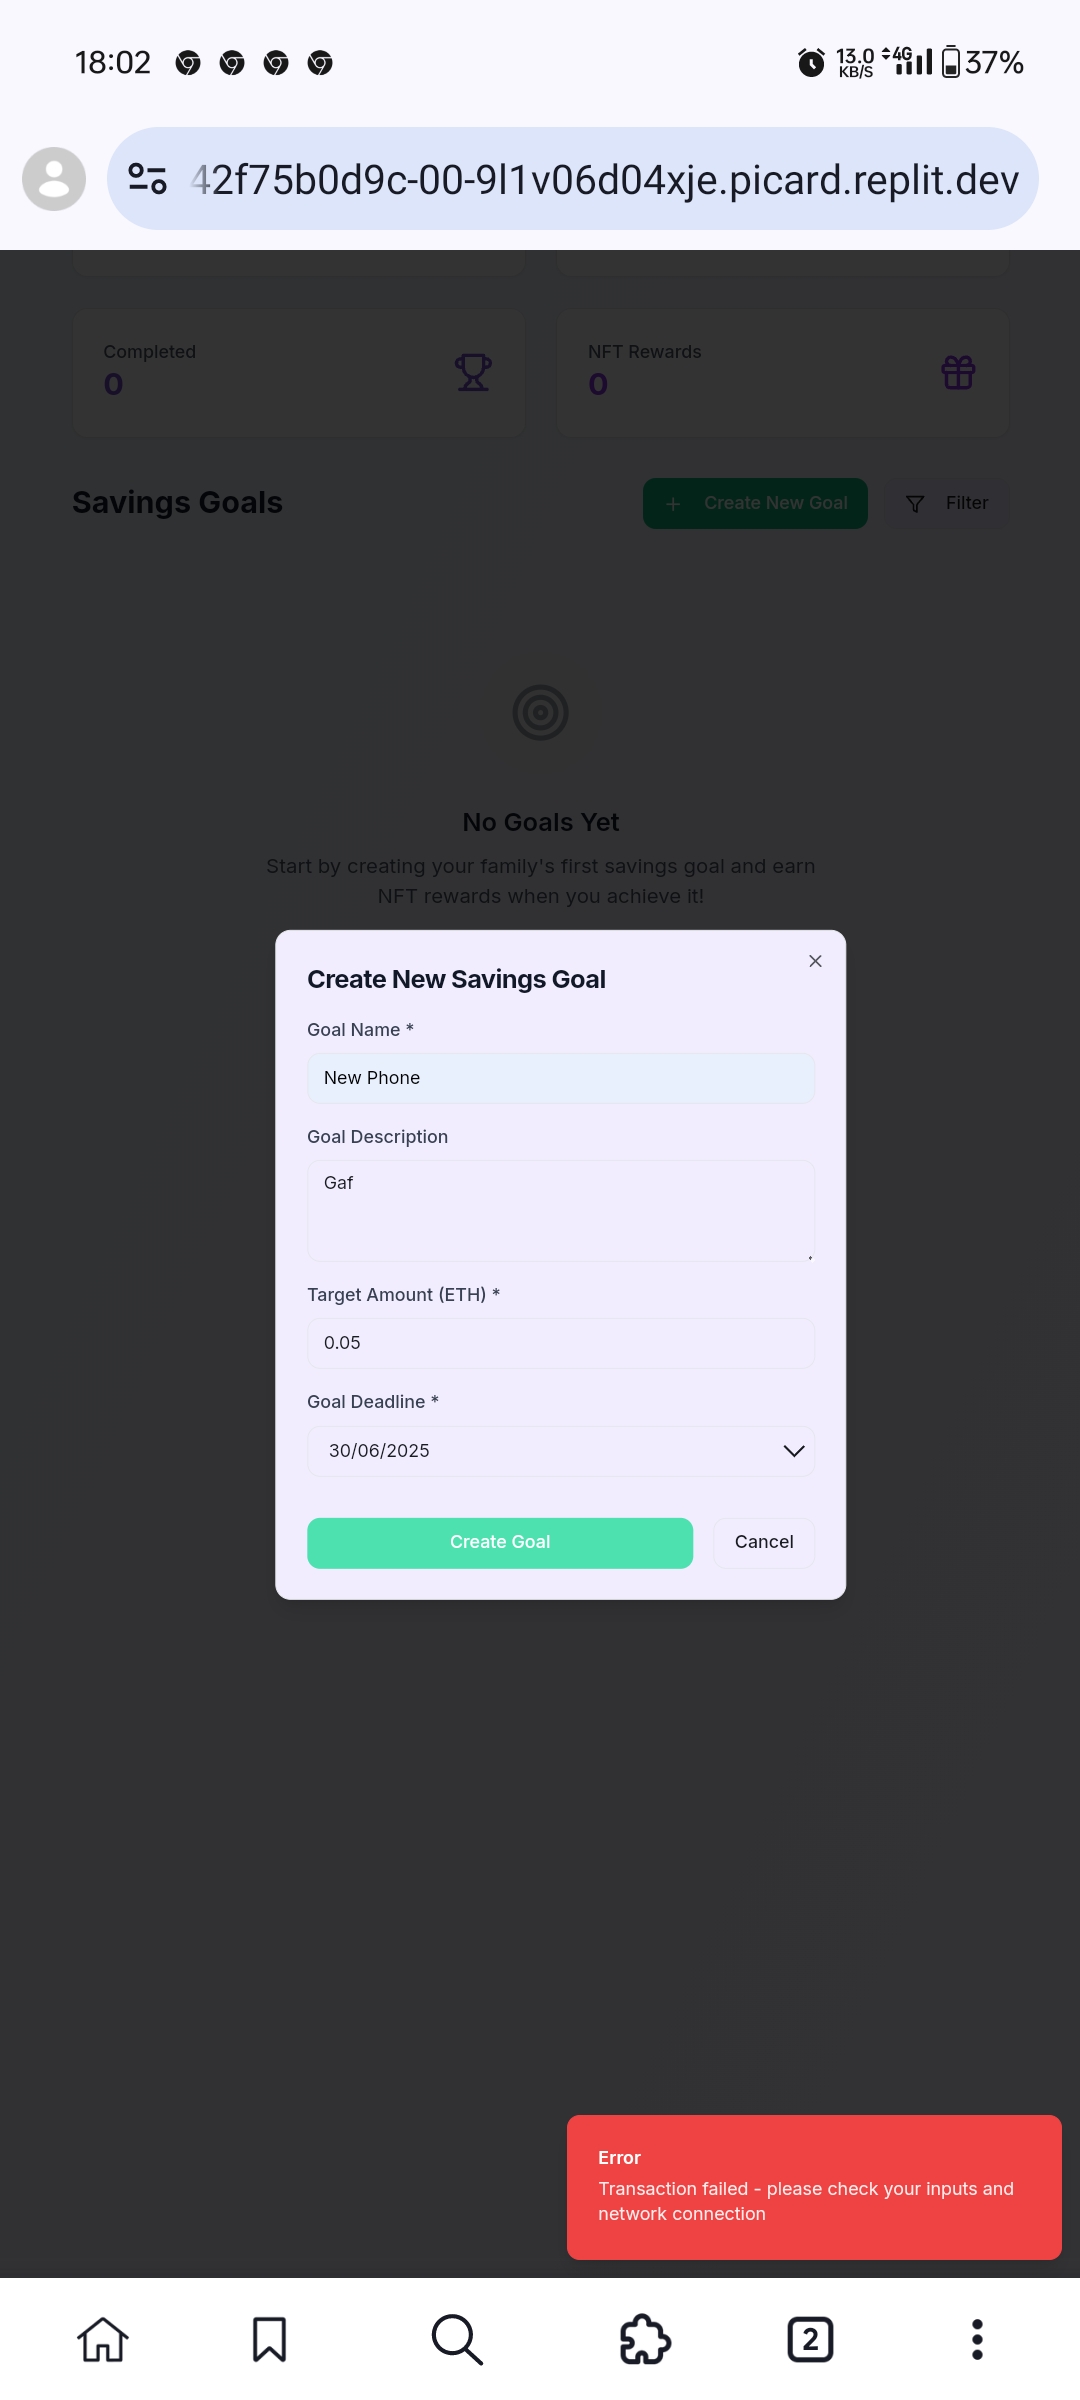 18:02
13.0 KB/S 4G 37%
42f75b0d9c-00-9l1v06d04xje.picard.replit.dev
Completed
0
NFT Rewards
0
Savings Goals
Create New Goal
Filter
No Goals Yet
Start by creating your family's first savings goal and earn
NFT rewards when you achieve it!
Create New Savings Goal
Goal Name *
New Phone
Goal Description
Gaf
Target Amount (ETH) *
0.05
Goal Deadline *
30/06/2025
Create Goal
Cancel
Error
Transaction failed - please check your inputs and
network connection
2